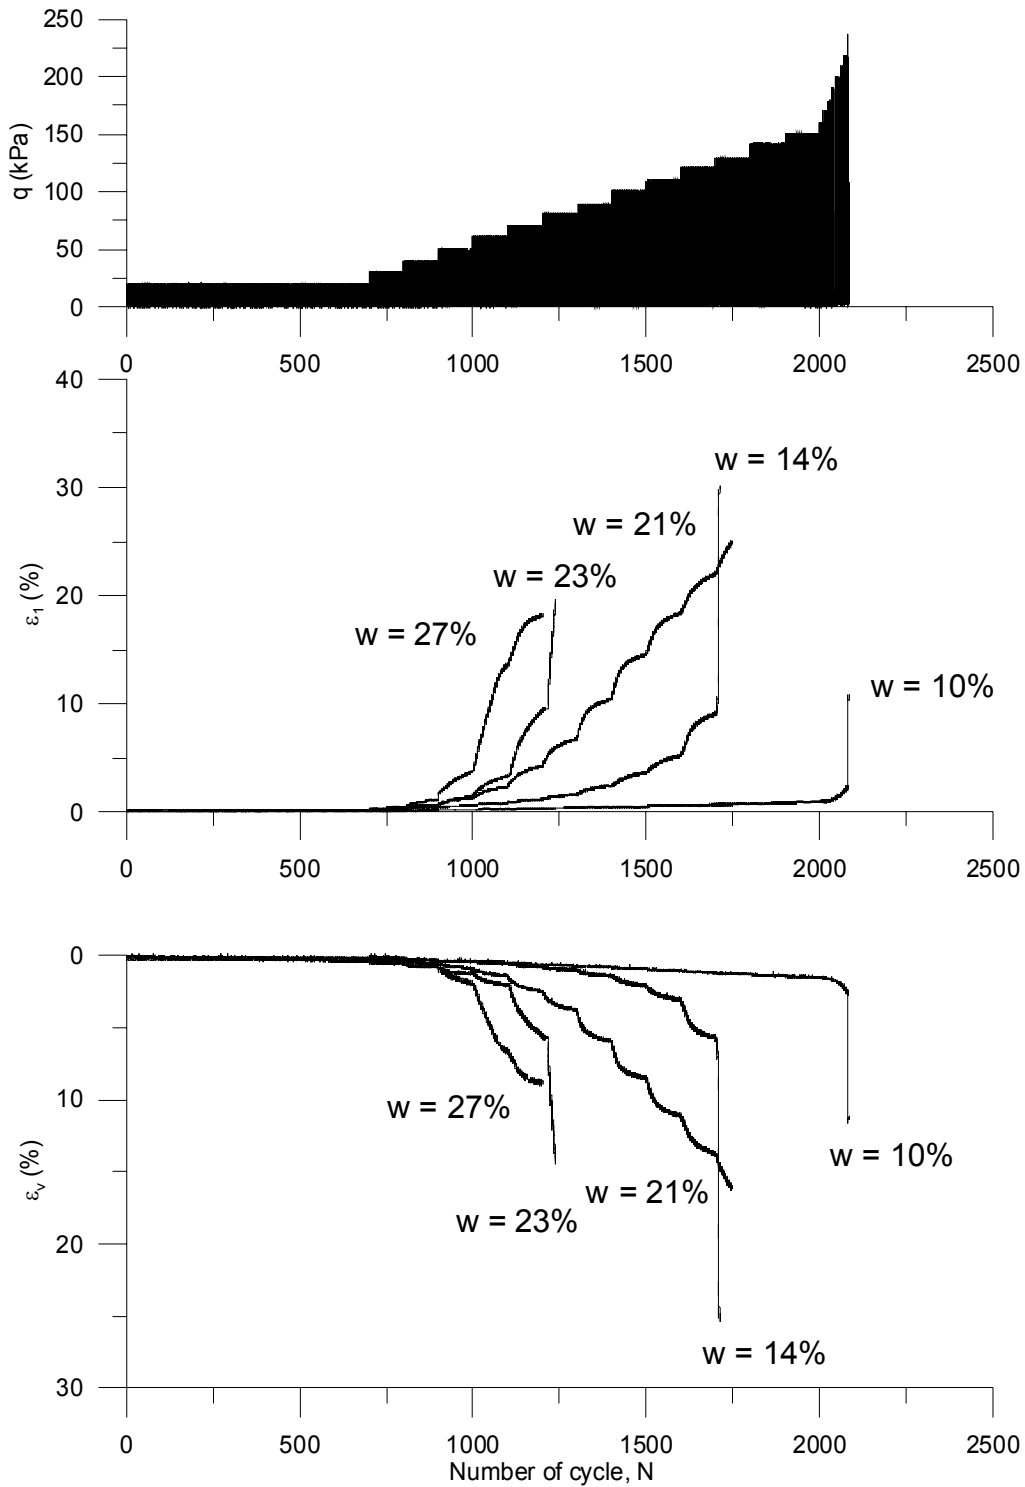 250
200
150
100
50
0
q (kPa)
0 500 1000 1500 2000 2500
40
30
20
10
0
ε1 (%)
w = 14%
w = 21%
w = 23%
w = 27%
w = 10%
0 500 1000 1500 2000 2500
0
10
20
30
εv (%)
w = 27%
w = 10%
w = 21%
w = 23%
w = 14%
0 500 1000 1500 2000 2500
Number of cycle, N